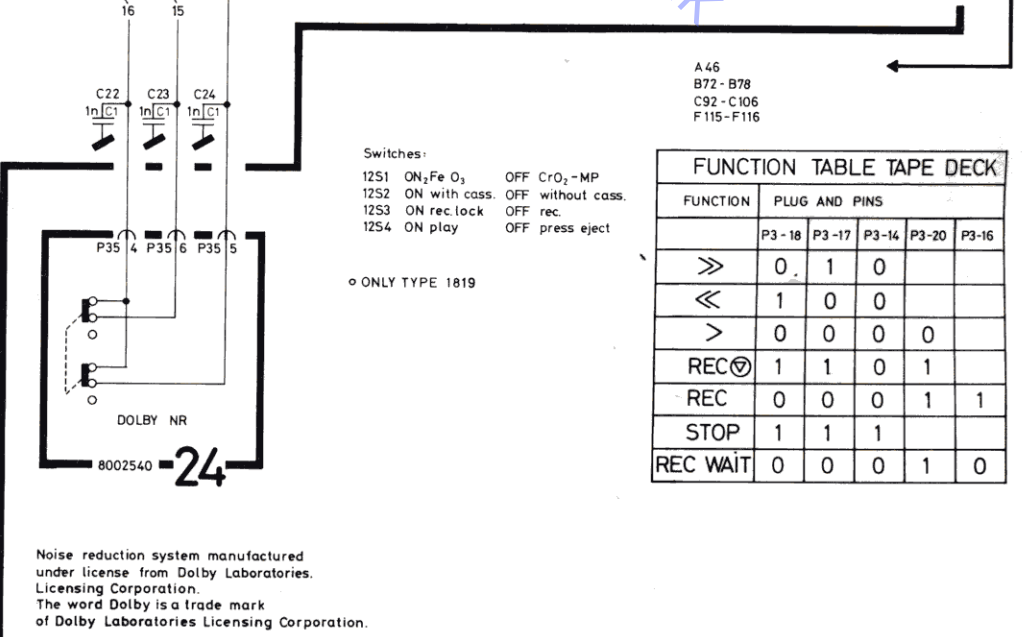 16 15
C22 C23 C24
1n C1 1n C1 1n C1
P35 4 P35 6 P35 5
DOLBY NR
8002540 24
Noise reduction system manufactured
under license from Dolby Laboratories.
Licensing Corporation.
The word Dolby is a trade mark
of Dolby Laboratories Licensing Corporation.
Switches:
12S1 ON₂Fe O₃ OFF CrO₂-MP
12S2 ON with cass. OFF without cass.
12S3 ON rec. lock OFF rec.
12S4 ON play OFF press eject
o ONLY TYPE 1819
A 46
B72 - B78
C92 - C106
F115 - F116
FUNCTION TABLE TAPE DECK
FUNCTION PLUG AND PINS
P3-18 P3-17 P3-14 P3-20 P3-16
>> 0. 1 0
<< 1 0 0
> 0 0 0 0
REC 1 1 0 1
REC 0 0 0 1 1
STOP 1 1 1
REC WAIT 0 0 0 1 0